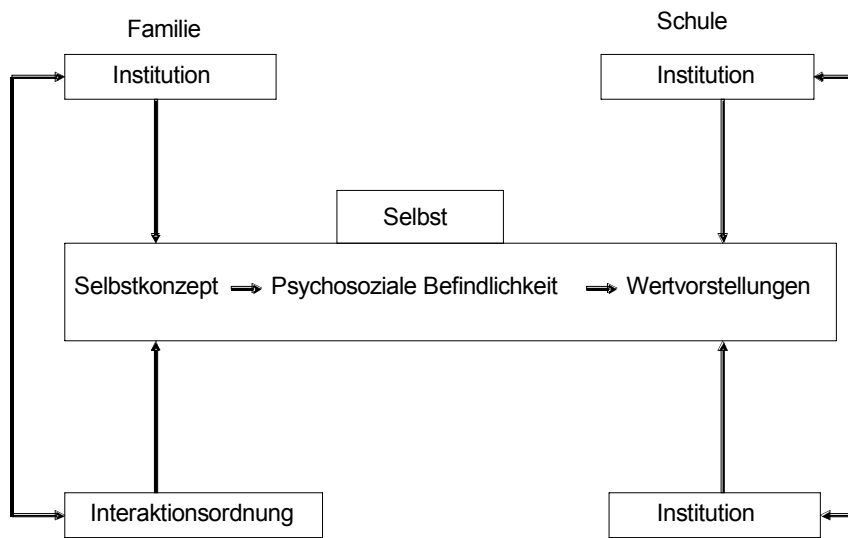 Familie
Schule
Institution
Institution
Selbst
Selbstkonzept Psychosoziale Befindlichkeit Wertvorstellungen
Interaktionsordnung
Institution